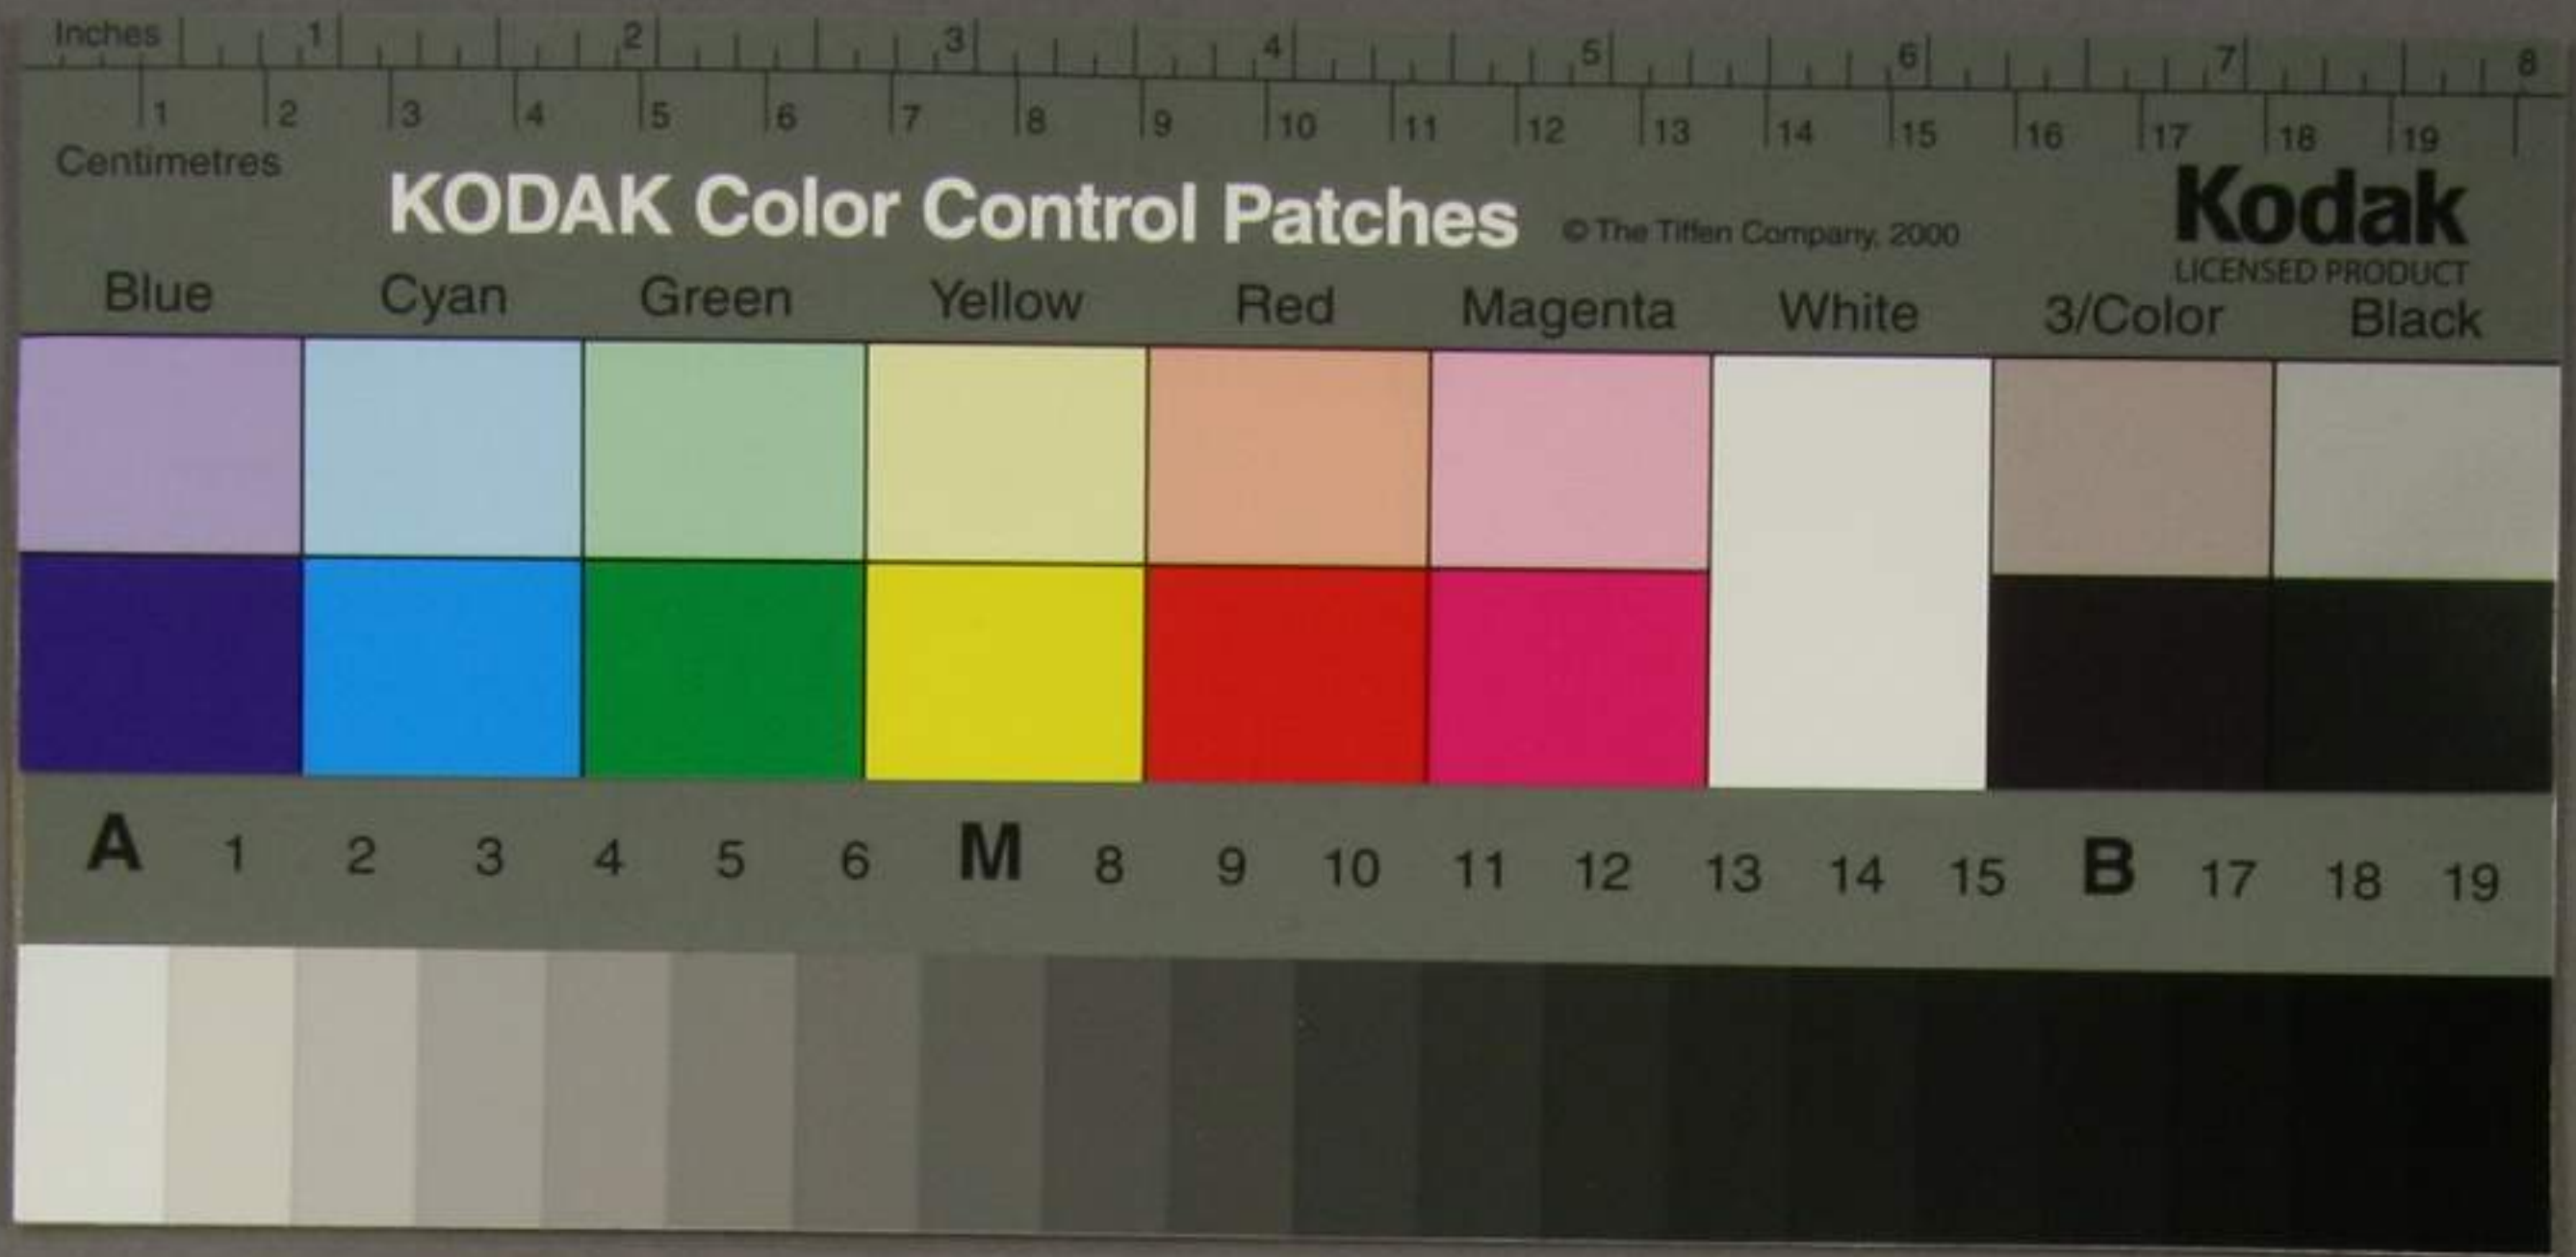 Inches 1 2 3 4 5 6 7 8
1 2 3 4 5 6 7 8 9 10 11 12 13 14 15 16 17 18 19
Centimetres
KODAK Color Control Patches © The Tiffen Company, 2000 Kodak
LICENSED PRODUCT
Blue Cyan Green Yellow Red Magenta White 3/Color Black
A 1 2 3 4 5 6 M 8 9 10 11 12 13 14 15 B 17 18 19